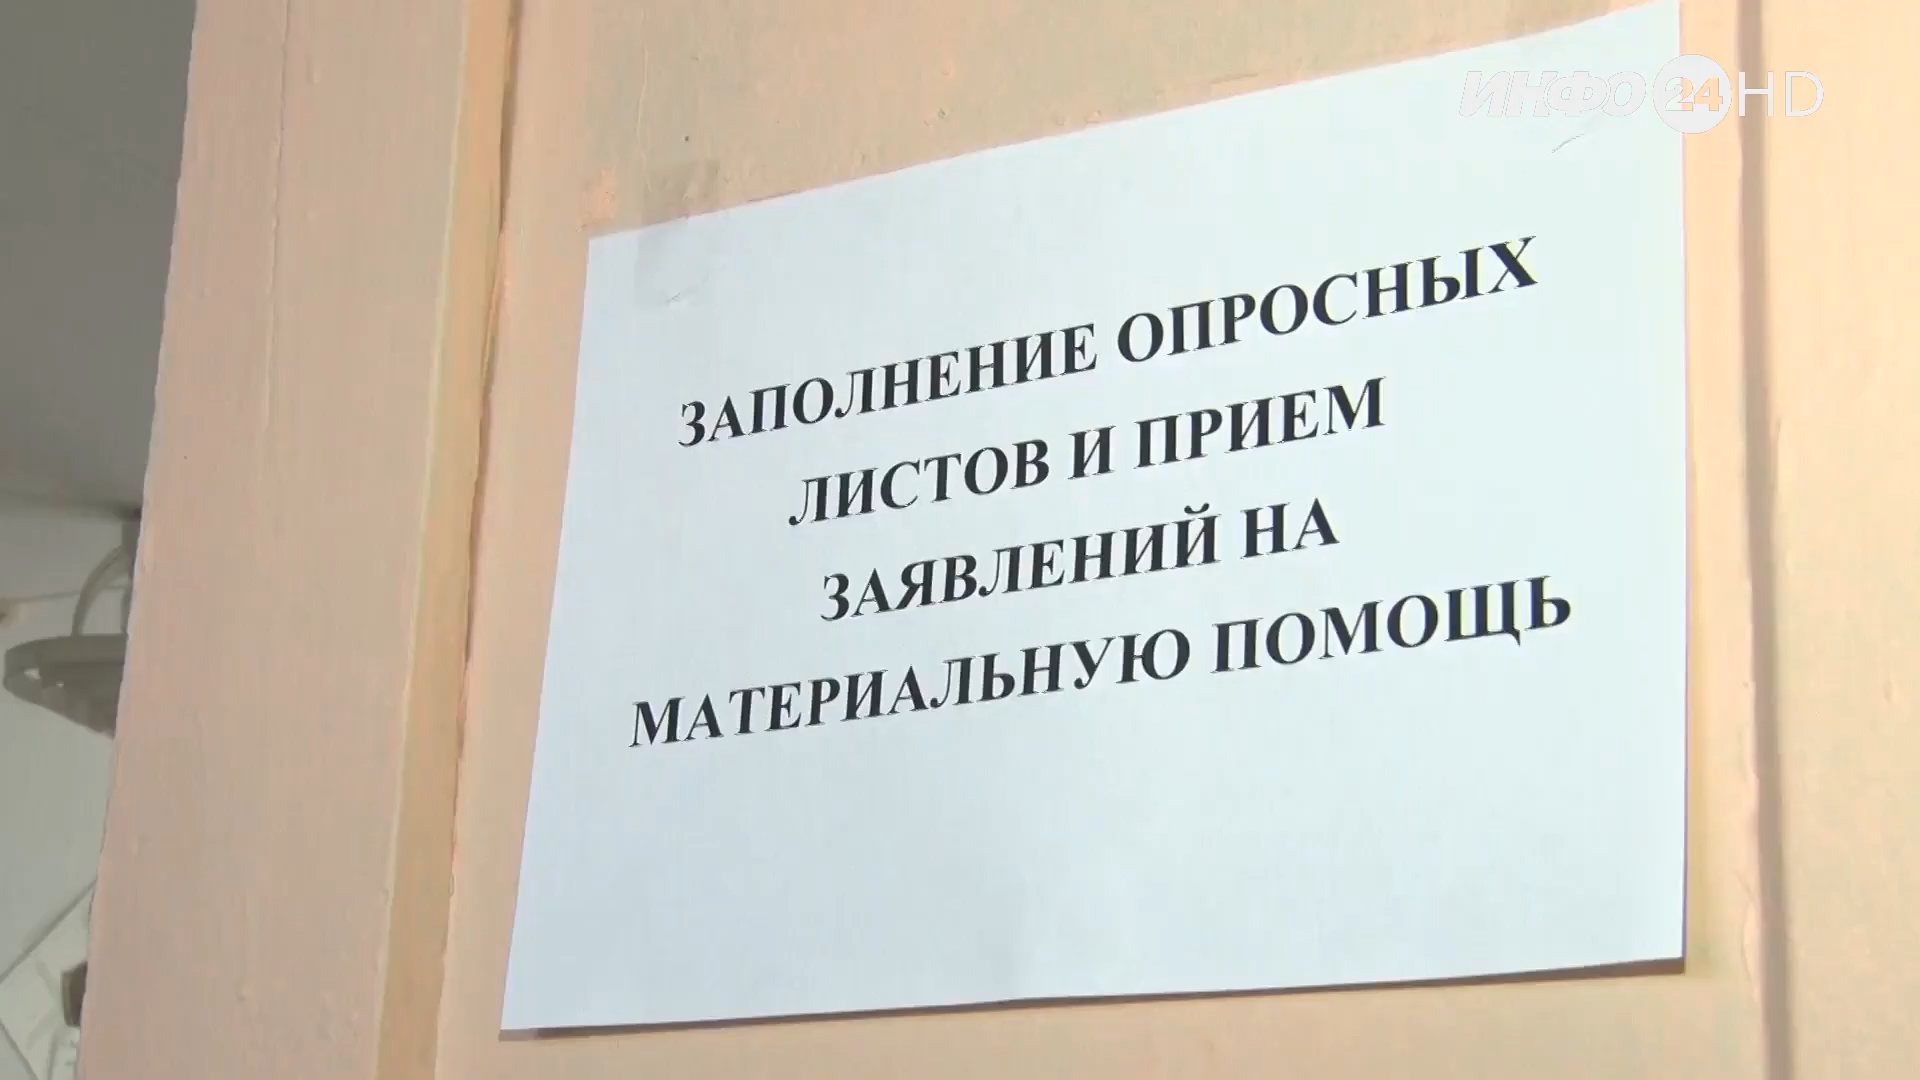 ИНФО 24 HD
ЗАПОЛНЕНИЕ ОПРОСНЫХ
ЛИСТОВ И ПРИЕМ
ЗАЯВЛЕНИЙ НА
МАТЕРИАЛЬНУЮ ПОМОЩЬ